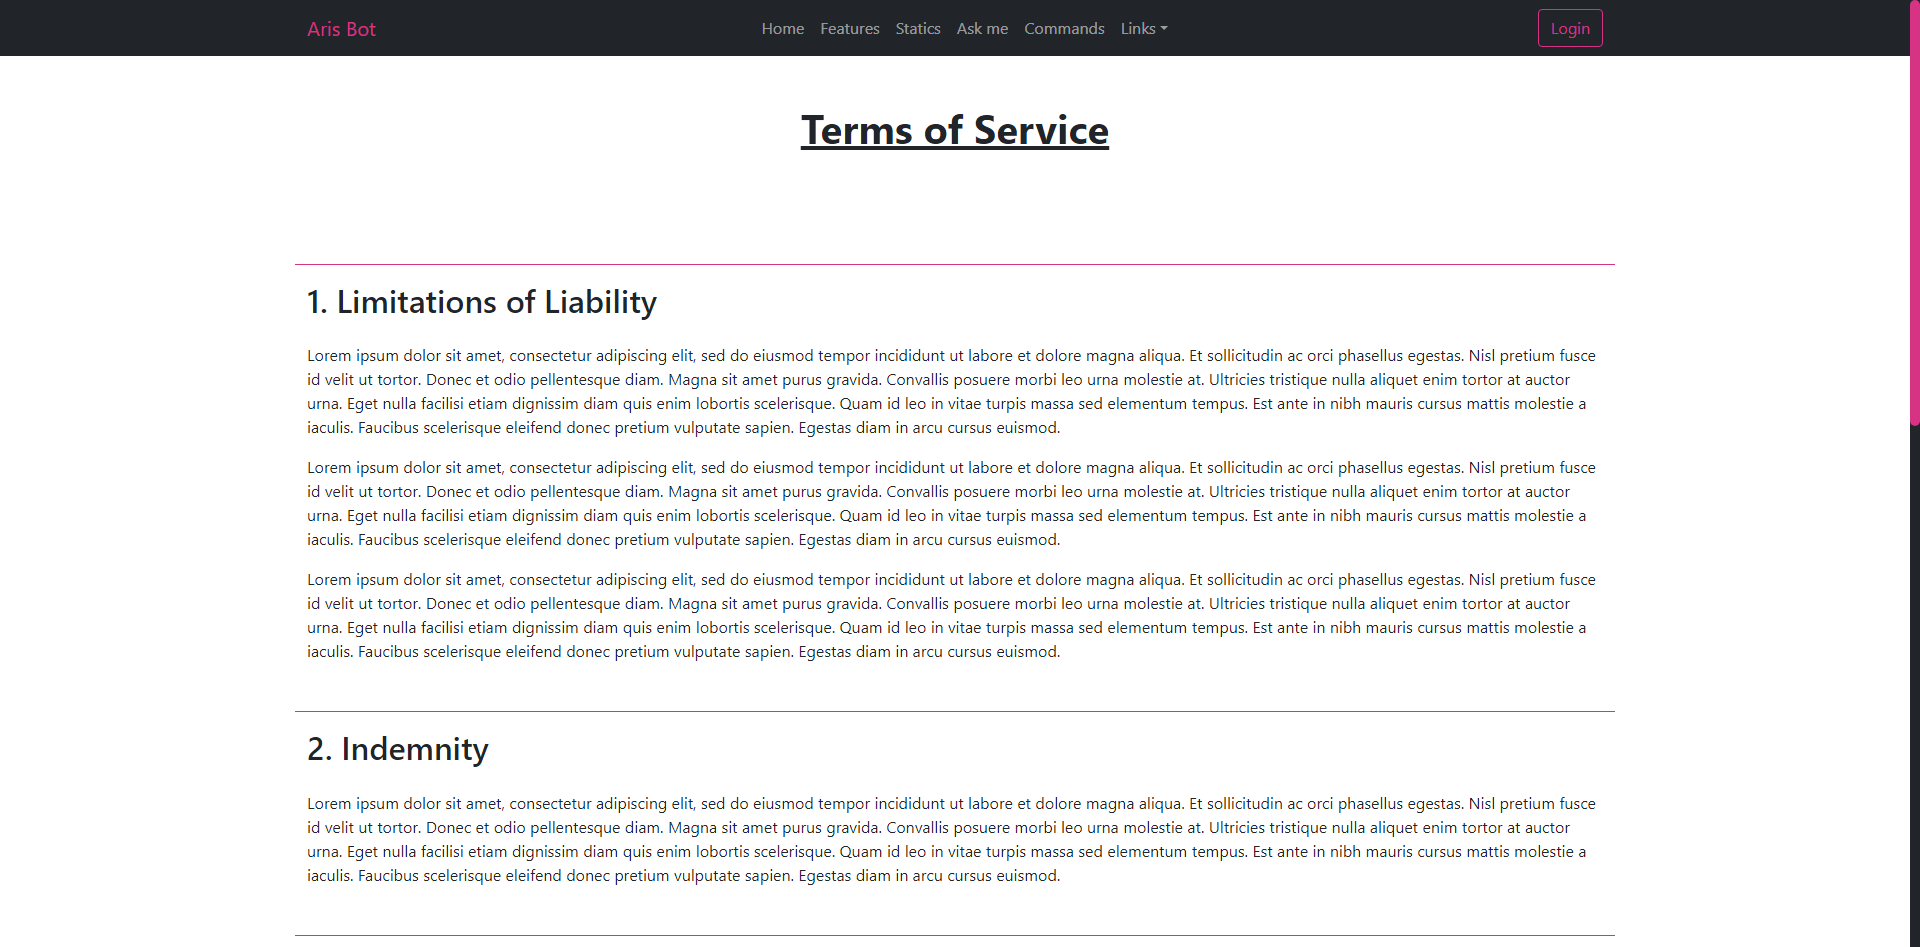 Aris Bot Home Features Statics Ask me Commands Links Login
Terms of Service
1. Limitations of Liability
Lorem ipsum dolor sit amet, consectetur adipiscing elit, sed do eiusmod tempor incididunt ut labore et dolore magna aliqua. Et sollicitudin ac orci phasellus egestas. Nisl pretium fusce
id velit ut tortor. Donec et odio pellentesque diam. Magna sit amet purus gravida. Convallis posuere morbi leo urna molestie at. Ultricies tristique nulla aliquet enim tortor at auctor
urna. Eget nulla facilisi etiam dignissim diam quis enim lobortis scelerisque. Quam id leo in vitae turpis massa sed elementum tempus. Est ante in nibh mauris cursus mattis molestie a
iaculis. Faucibus scelerisque eleifend donec pretium vulputate sapien. Egestas diam in arcu cursus euismod.
Lorem ipsum dolor sit amet, consectetur adipiscing elit, sed do eiusmod tempor incididunt ut labore et dolore magna aliqua. Et sollicitudin ac orci phasellus egestas. Nisl pretium fusce
id velit ut tortor. Donec et odio pellentesque diam. Magna sit amet purus gravida. Convallis posuere morbi leo urna molestie at. Ultricies tristique nulla aliquet enim tortor at auctor
urna. Eget nulla facilisi etiam dignissim diam quis enim lobortis scelerisque. Quam id leo in vitae turpis massa sed elementum tempus. Est ante in nibh mauris cursus mattis molestie a
iaculis. Faucibus scelerisque eleifend donec pretium vulputate sapien. Egestas diam in arcu cursus euismod.
Lorem ipsum dolor sit amet, consectetur adipiscing elit, sed do eiusmod tempor incididunt ut labore et dolore magna aliqua. Et sollicitudin ac orci phasellus egestas. Nisl pretium fusce
id velit ut tortor. Donec et odio pellentesque diam. Magna sit amet purus gravida. Convallis posuere morbi leo urna molestie at. Ultricies tristique nulla aliquet enim tortor at auctor
urna. Eget nulla facilisi etiam dignissim diam quis enim lobortis scelerisque. Quam id leo in vitae turpis massa sed elementum tempus. Est ante in nibh mauris cursus mattis molestie a
iaculis. Faucibus scelerisque eleifend donec pretium vulputate sapien. Egestas diam in arcu cursus euismod.
2. Indemnity
Lorem ipsum dolor sit amet, consectetur adipiscing elit, sed do eiusmod tempor incididunt ut labore et dolore magna aliqua. Et sollicitudin ac orci phasellus egestas. Nisl pretium fusce
id velit ut tortor. Donec et odio pellentesque diam. Magna sit amet purus gravida. Convallis posuere morbi leo urna molestie at. Ultricies tristique nulla aliquet enim tortor at auctor
urna. Eget nulla facilisi etiam dignissim diam quis enim lobortis scelerisque. Quam id leo in vitae turpis massa sed elementum tempus. Est ante in nibh mauris cursus mattis molestie a
iaculis. Faucibus scelerisque eleifend donec pretium vulputate sapien. Egestas diam in arcu cursus euismod.